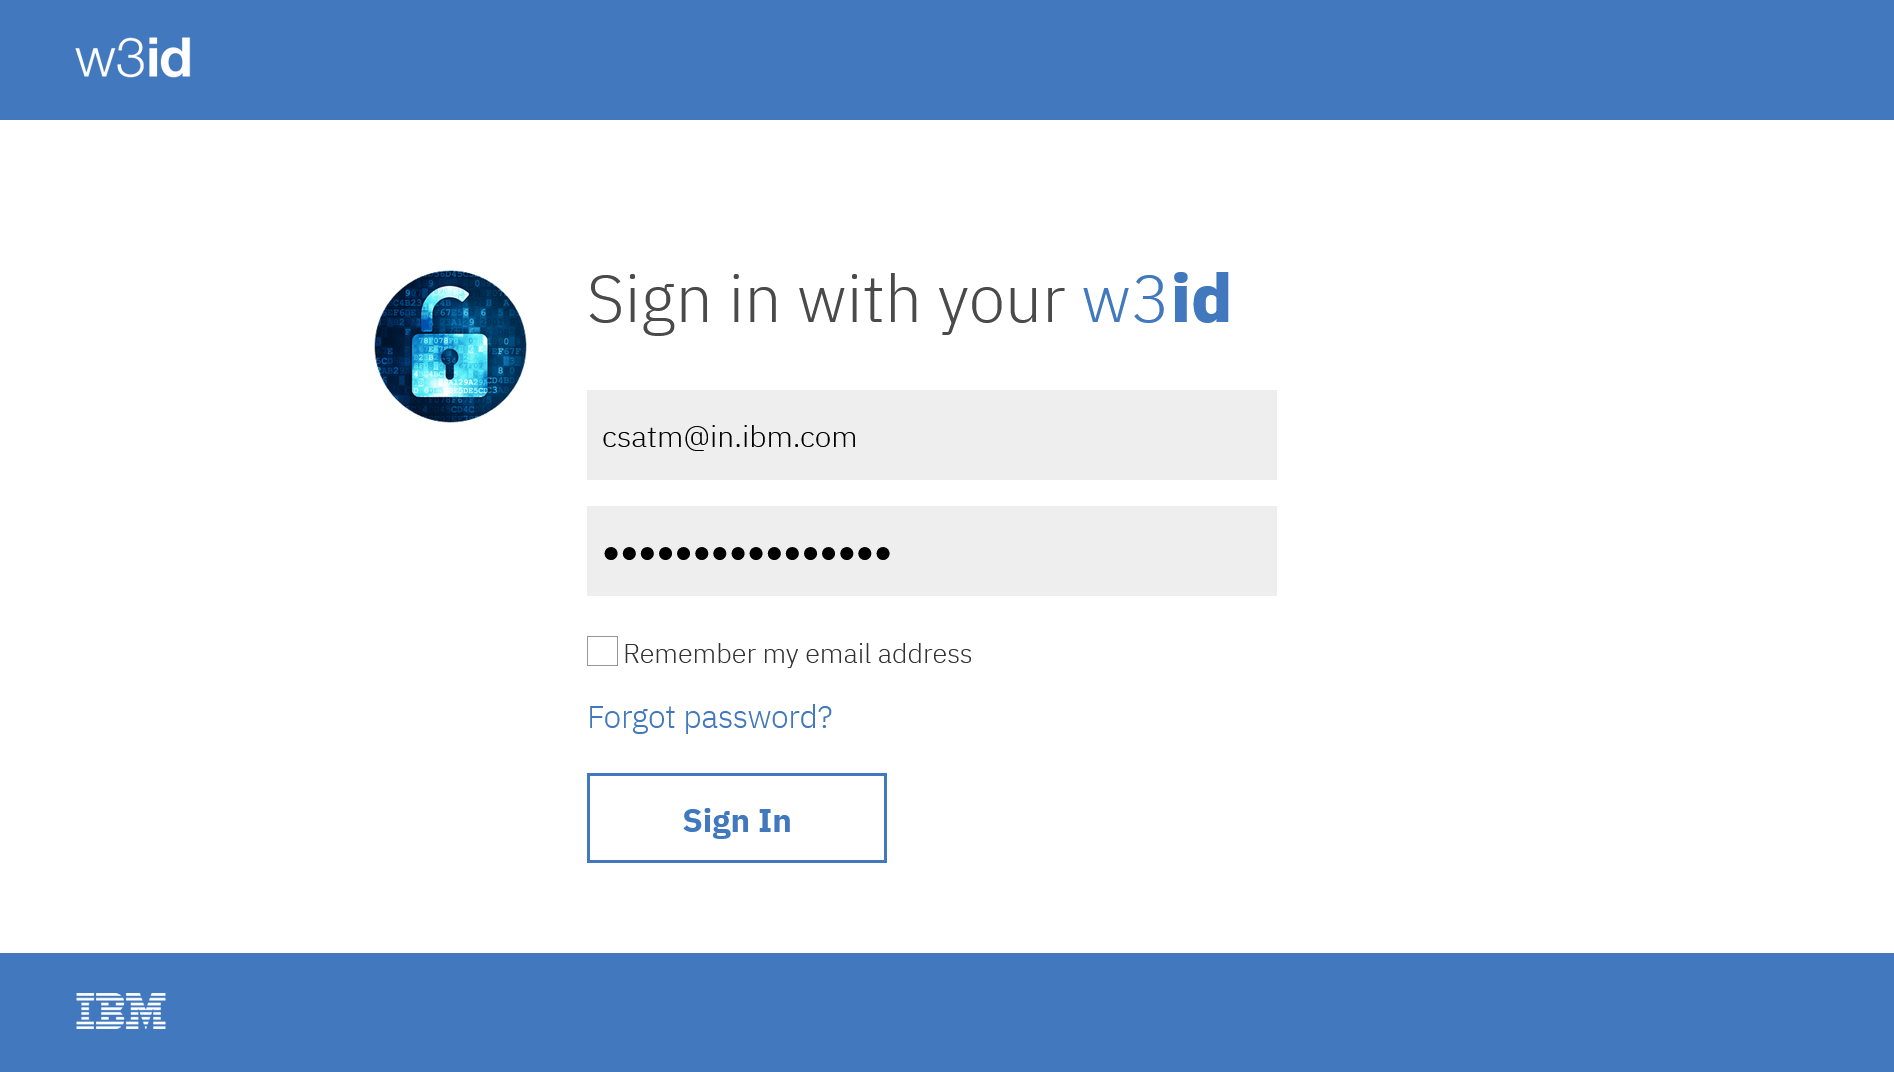 w3id
Sign in with your w3id
csatm@in.ibm.com
••••••••••••••••
Remember my email address
Forgot password?
Sign In
IBM